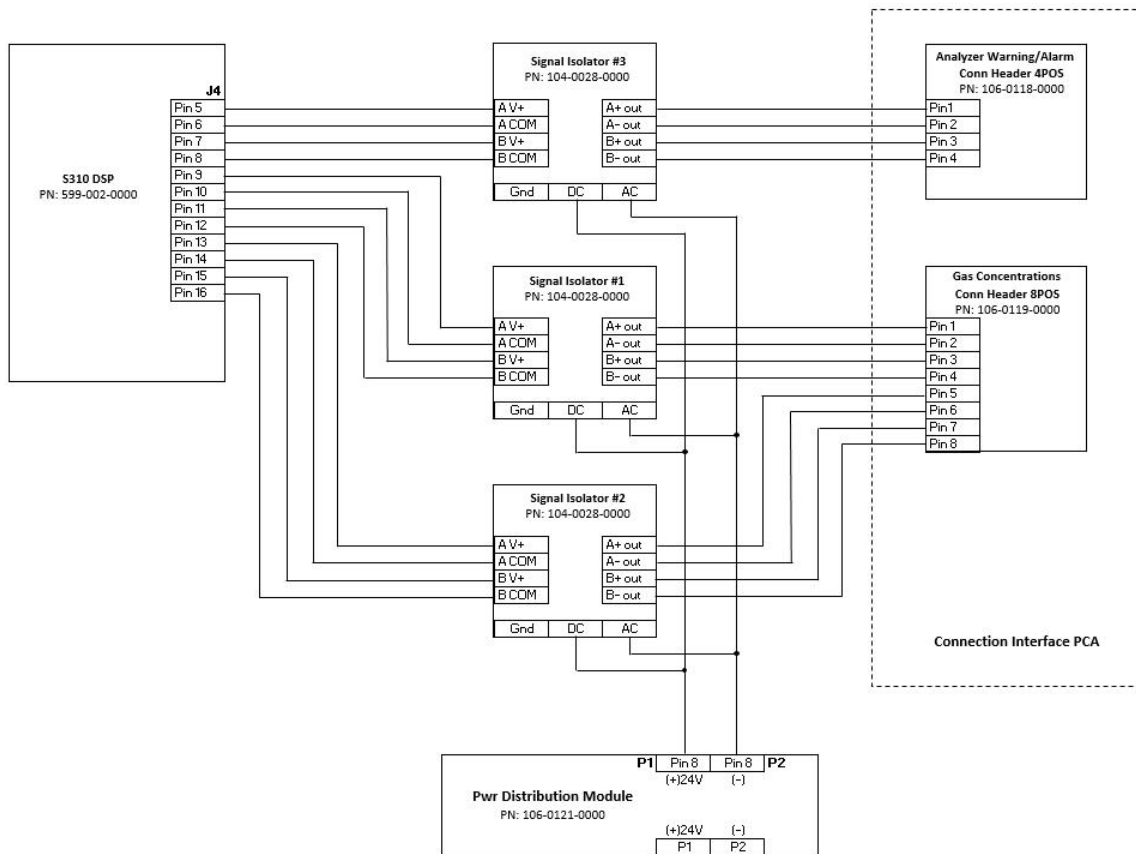 J4
Pin 5
Pin 6
Pin 7
Pin 8
Pin 9
Pin 10
Pin 11
Pin 12
Pin 13
Pin 14
Pin 15
Pin 16
S310 DSP
PN: 599-002-0000
Signal Isolator #3
PN: 104-0028-0000
A V+
A COM
B V+
B COM
A+ out
A- out
B+ out
B- out
Gnd DC AC
Analyzer Warning/Alarm
Conn Header 4POS
PN: 106-0118-0000
Pin1
Pin 2
Pin 3
Pin 4
Signal Isolator #1
PN: 104-0028-0000
A V+
A COM
B V+
B COM
A+ out
A- out
B+ out
B- out
Gnd DC AC
Gas Concentrations
Conn Header 8POS
PN: 106-0119-0000
Pin 1
Pin 2
Pin 3
Pin 4
Pin 5
Pin 6
Pin 7
Pin 8
Signal Isolator #2
PN: 104-0028-0000
A V+
A COM
B V+
B COM
A+ out
A- out
B+ out
B- out
Gnd DC AC
Connection Interface PCA
P1 Pin 8 Pin 8 P2
(+)24V (-)
Pwr Distribution Module
PN: 106-0121-0000
(+)24V (-)
P1 P2